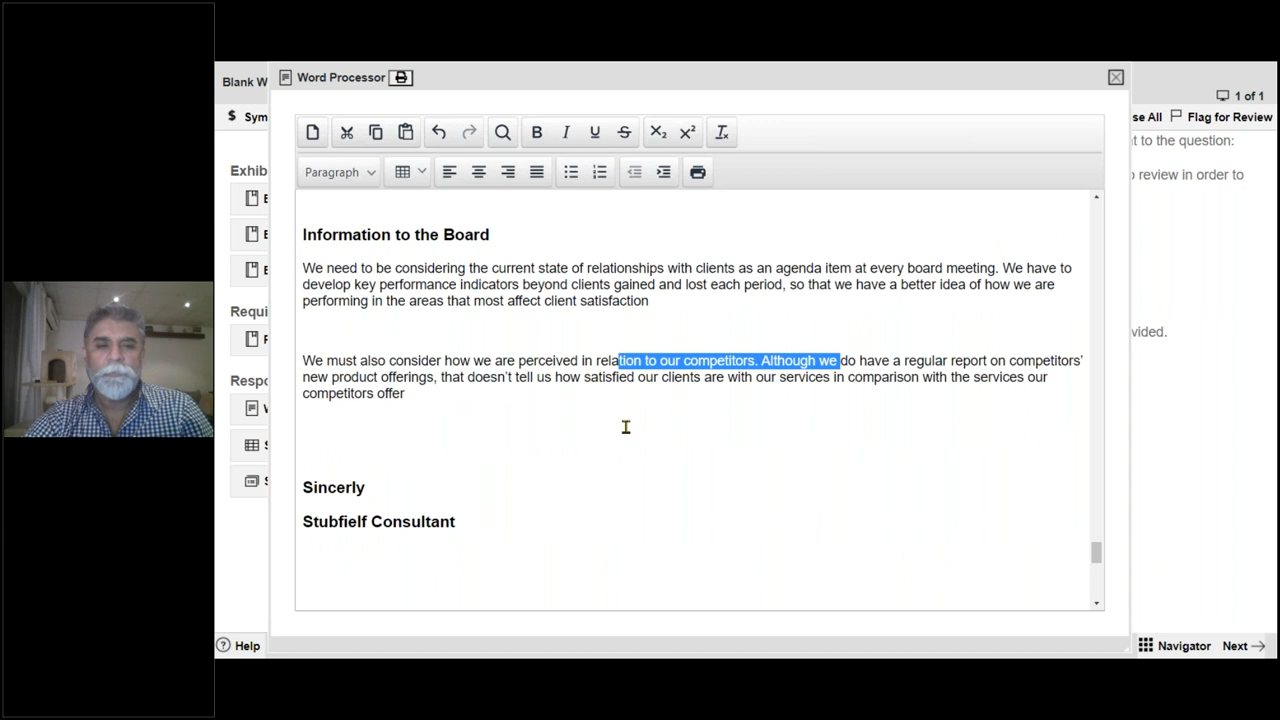 Blank W
Word Processor
1 of 1
$ Sym
se All
Flag for Review
t to the question:
Exhib
Paragraph
review in order to
Information to the Board
We need to be considering the current state of relationships with clients as an agenda item at every board meeting. We have to
develop key performance indicators beyond clients gained and lost each period, so that we have a better idea of how we are
performing in the areas that most affect client satisfaction
Requi
vided.
We must also consider how we are perceived in relation to our competitors. Although we do have a regular report on competitors'
new product offerings, that doesn't tell us how satisfied our clients are with our services in comparison with the services our
competitors offer
Respo
Sincerly
Stubfielf Consultant
Help
Navigator
Next